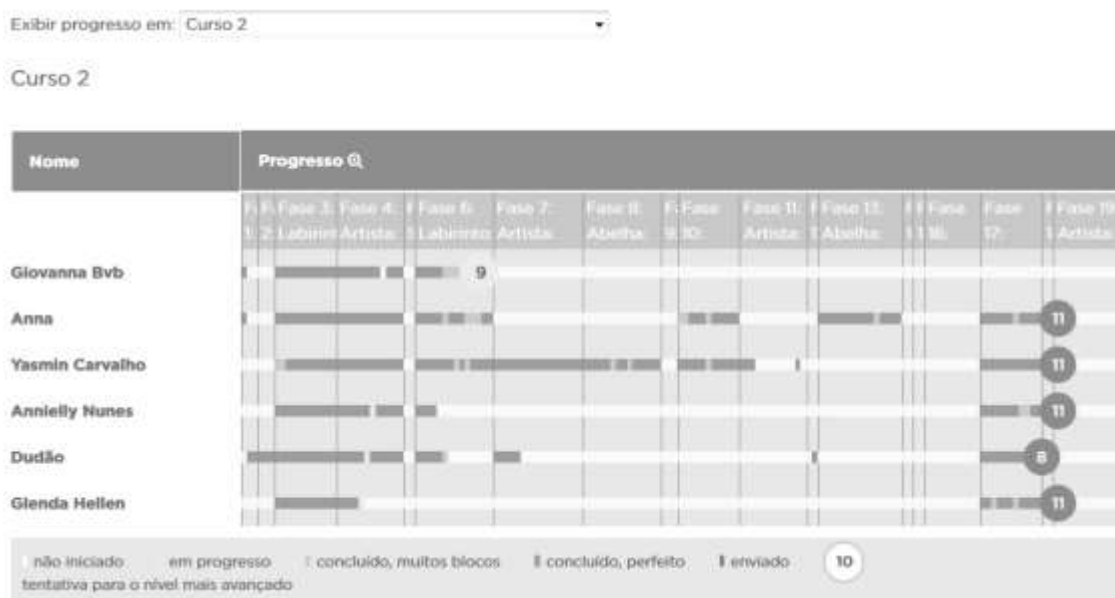 Exibir progresso em: Curso 2
Curso 2
Nome
Progresso
Fase 3: Fase 4: Fase 6: Fase 7: Fase 8: Fase Fase 11: Fase 13: Fase Fase Fase 19:
Artista: Labirinto: Artista: Abelha: 10: Artista: Abelha: 17: Artista:
Giovanna Bvb
9
Anna
11
Yasmin Carvalho
11
Annielly Nunes
11
Dudão
8
Glenda Hellen
11
não iniciado em progresso concluído, muitos blocos concluído, perfeito enviado 10
tentativa para o nível mais avançado